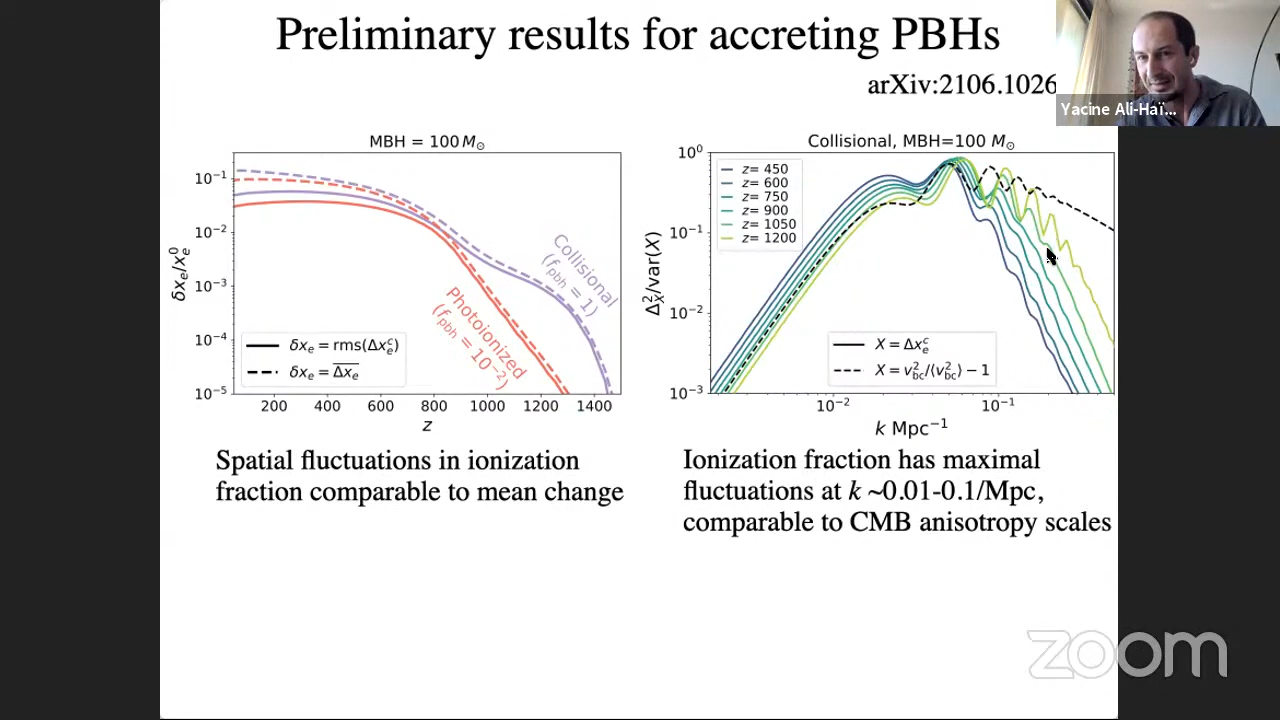 Preliminary results for accreting PBHs
arXiv:2106.1026
Yacine Ali-Haï...
MBH = 100 M⊙
δxe/xe⁰
10⁻¹
10⁻²
10⁻³
10⁻⁴
10⁻⁵
Collisional
(fpbh = 1)
Photoionized
(fpbh = 10⁻²)
δxe = rms(Δxeᶜ)
δxe = Δxe
200 400 600 800 1000 1200 1400
z
Collisional, MBH=100 M⊙
Δ²X/var(X)
10⁰
10⁻¹
10⁻²
10⁻³
z= 450
z= 600
z= 750
z= 900
z= 1050
z= 1200
X = Δxeᶜ
X = v²bc/⟨v²bc⟩ − 1
10⁻² 10⁻¹
k Mpc⁻¹
Spatial fluctuations in ionization
fraction comparable to mean change
Ionization fraction has maximal
fluctuations at k ~0.01-0.1/Mpc,
comparable to CMB anisotropy scales
zoom